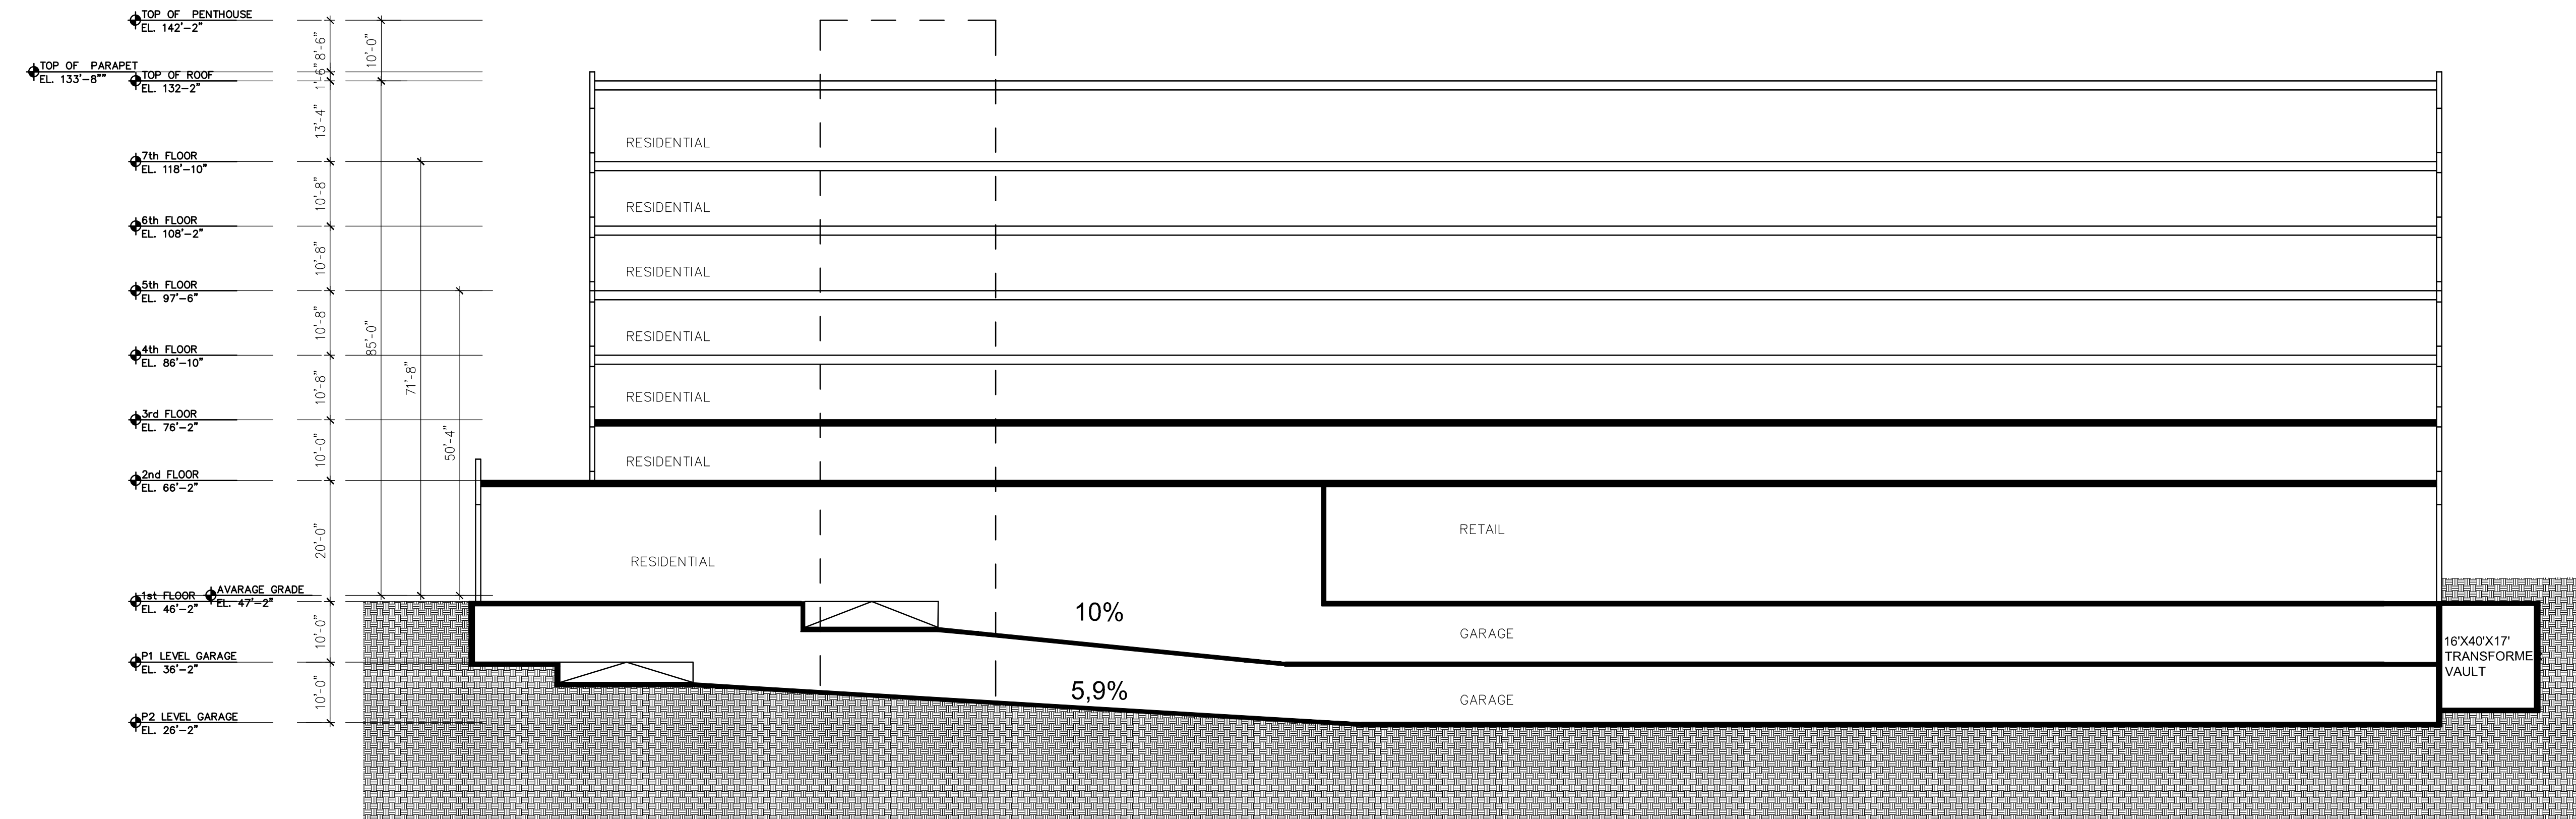 TOP OF PENTHOUSE
EL. 142'-2"
TOP OF PARAPET
EL. 133'-8""
TOP OF ROOF
EL. 132-2"
7th FLOOR
EL. 118'-10"
6th FLOOR
EL. 108'-2"
5th FLOOR
EL. 97'-6"
4th FLOOR
EL. 86'-10"
3rd FLOOR
EL. 76'-2"
2nd FLOOR
EL. 66'-2"
1st FLOOR
EL. 46'-2"
AVARAGE GRADE
EL. 47'-2"
P1 LEVEL GARAGE
EL. 36'-2"
P2 LEVEL GARAGE
EL. 26'-2"
8'-6"
1'-6"
13'-4"
10'-8"
10'-8"
10'-8"
10'-8"
10'-0"
20'-0"
10'-0"
10'-0"
10'-0"
85'-0"
71'-8"
50'-4"
RESIDENTIAL
RESIDENTIAL
RESIDENTIAL
RESIDENTIAL
RESIDENTIAL
RESIDENTIAL
RESIDENTIAL
RETAIL
10%
GARAGE
5,9%
GARAGE
16'X40'X17'
TRANSFORME
VAULT